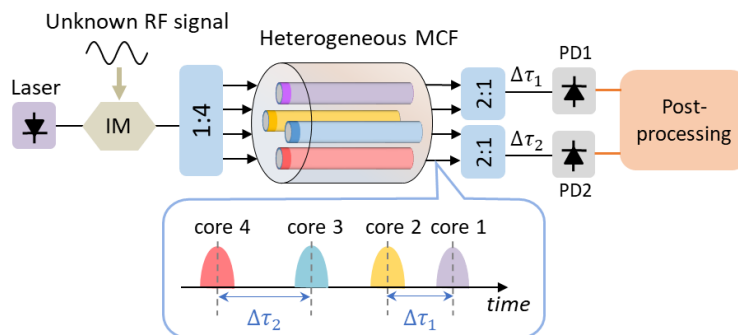 Unknown RF signal
Heterogeneous MCF
Laser
IM
1:4
2:1
Δτ1
PD1
2:1
Δτ2
PD2
Post-
processing
core 4
core 3
core 2
core 1
time
Δτ2
Δτ1